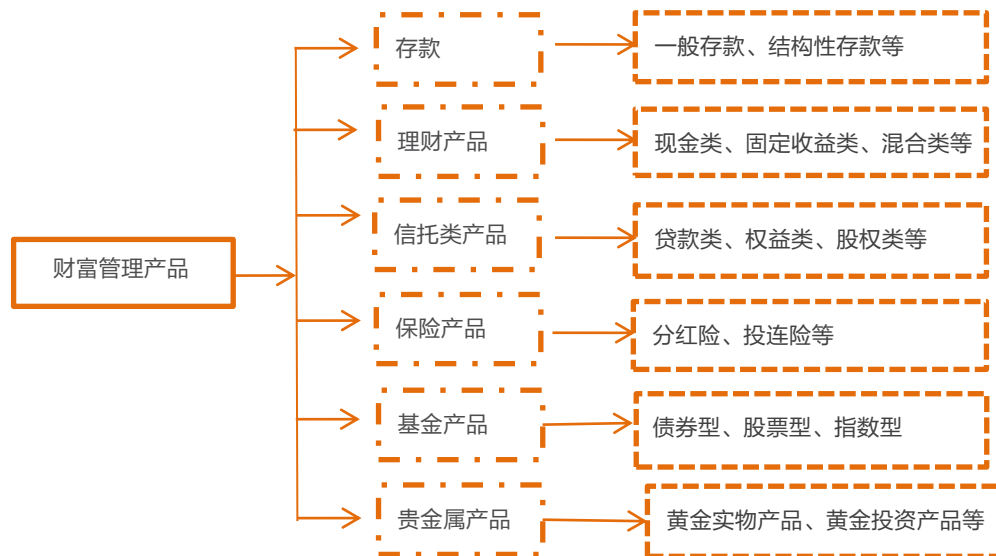 存款
一般存款、结构性存款等
理财产品
现金类、固定收益类、混合类等
信托类产品
贷款类、权益类、股权类等
财富管理产品
保险产品
分红险、投连险等
基金产品
债券型、股票型、指数型
贵金属产品
黄金实物产品、黄金投资产品等